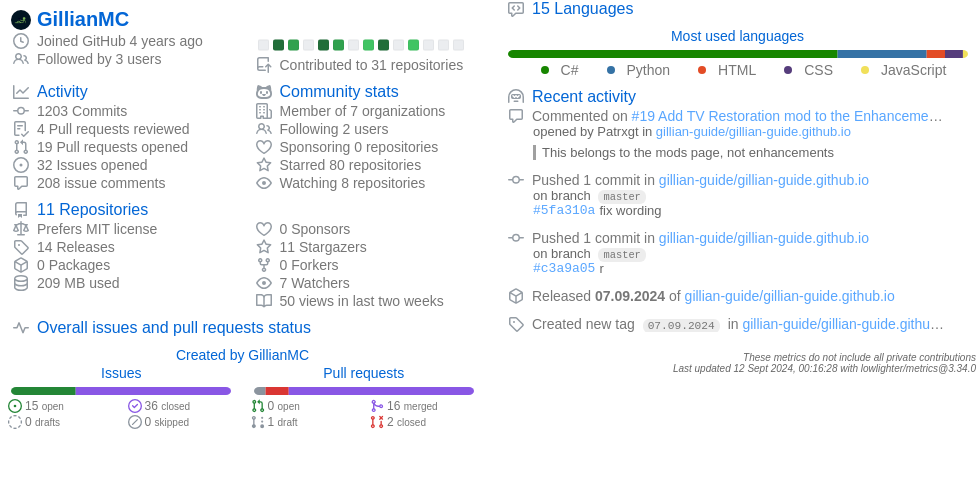 GillianMC
Joined GitHub 4 years ago
Followed by 3 users
Contributed to 31 repositories
Activity
1203 Commits
4 Pull requests reviewed
19 Pull requests opened
32 Issues opened
208 issue comments
Community stats
Member of 7 organizations
Following 2 users
Sponsoring 0 repositories
Starred 80 repositories
Watching 8 repositories
11 Repositories
Prefers MIT license
14 Releases
0 Packages
209 MB used
0 Sponsors
11 Stargazers
0 Forkers
7 Watchers
50 views in last two weeks
Overall issues and pull requests status
Created by GillianMC
Issues
15 open
36 closed
0 drafts
0 skipped
Pull requests
0 open
16 merged
1 draft
2 closed
15 Languages
Most used languages
C# Python HTML CSS JavaScript
Recent activity
Commented on #19 Add TV Restoration mod to the Enhanceme…
opened by Patrxgt in gillian-guide/gillian-guide.github.io
This belongs to the mods page, not enhancements
Pushed 1 commit in gillian-guide/gillian-guide.github.io
on branch master
#5fa310a fix wording
Pushed 1 commit in gillian-guide/gillian-guide.github.io
on branch master
#c3a9a05 r
Released 07.09.2024 of gillian-guide/gillian-guide.github.io
Created new tag 07.09.2024 in gillian-guide/gillian-guide.githu…
These metrics do not include all private contributions
Last updated 12 Sept 2024, 00:16:28 with lowlighter/metrics@3.34.0